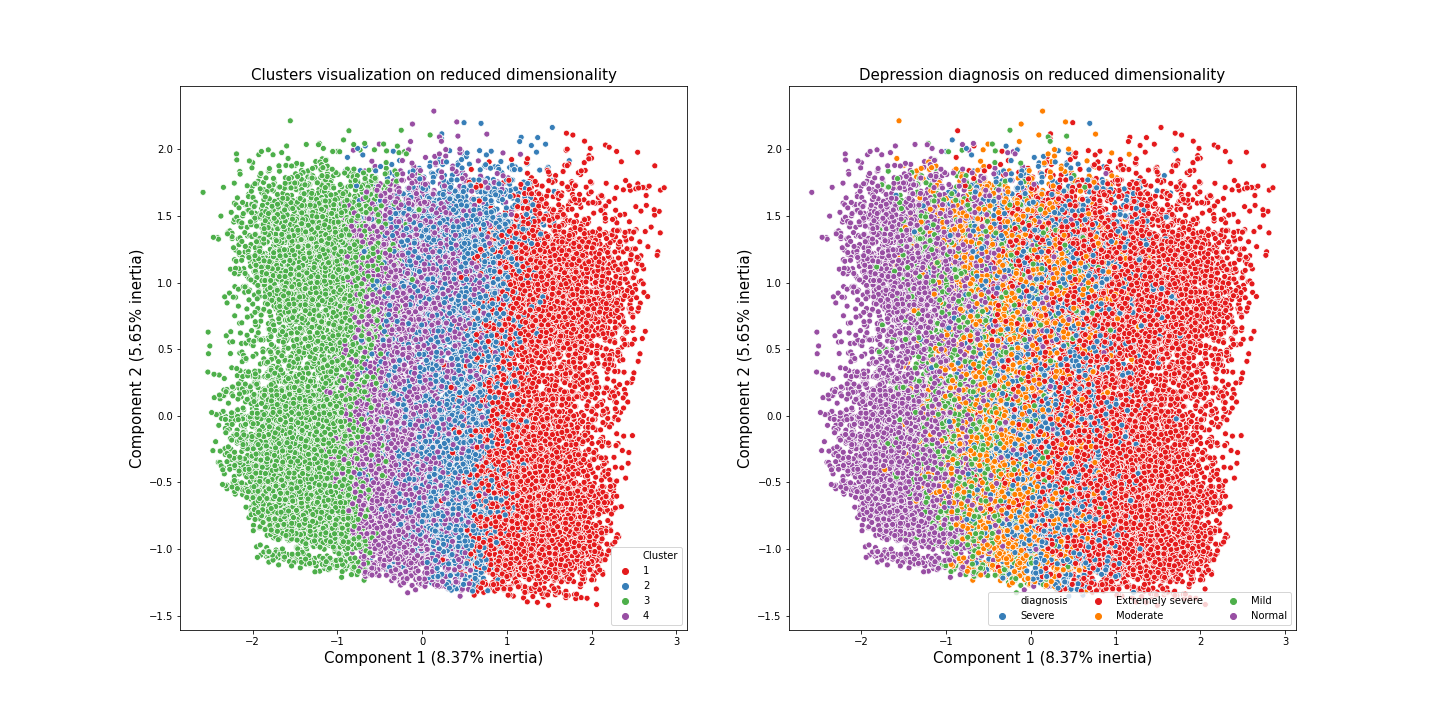 Clusters visualization on reduced dimensionality
Component 2 (5.65% inertia)
2.0
1.5
1.0
0.5
0.0
−0.5
−1.0
−1.5
−2
−1
0
1
2
3
Component 1 (8.37% inertia)
Cluster
1
2
3
4
Depression diagnosis on reduced dimensionality
Component 2 (5.65% inertia)
2.0
1.5
1.0
0.5
0.0
−0.5
−1.0
−1.5
−2
−1
0
1
2
3
Component 1 (8.37% inertia)
diagnosis
Severe
Extremely severe
Moderate
Mild
Normal